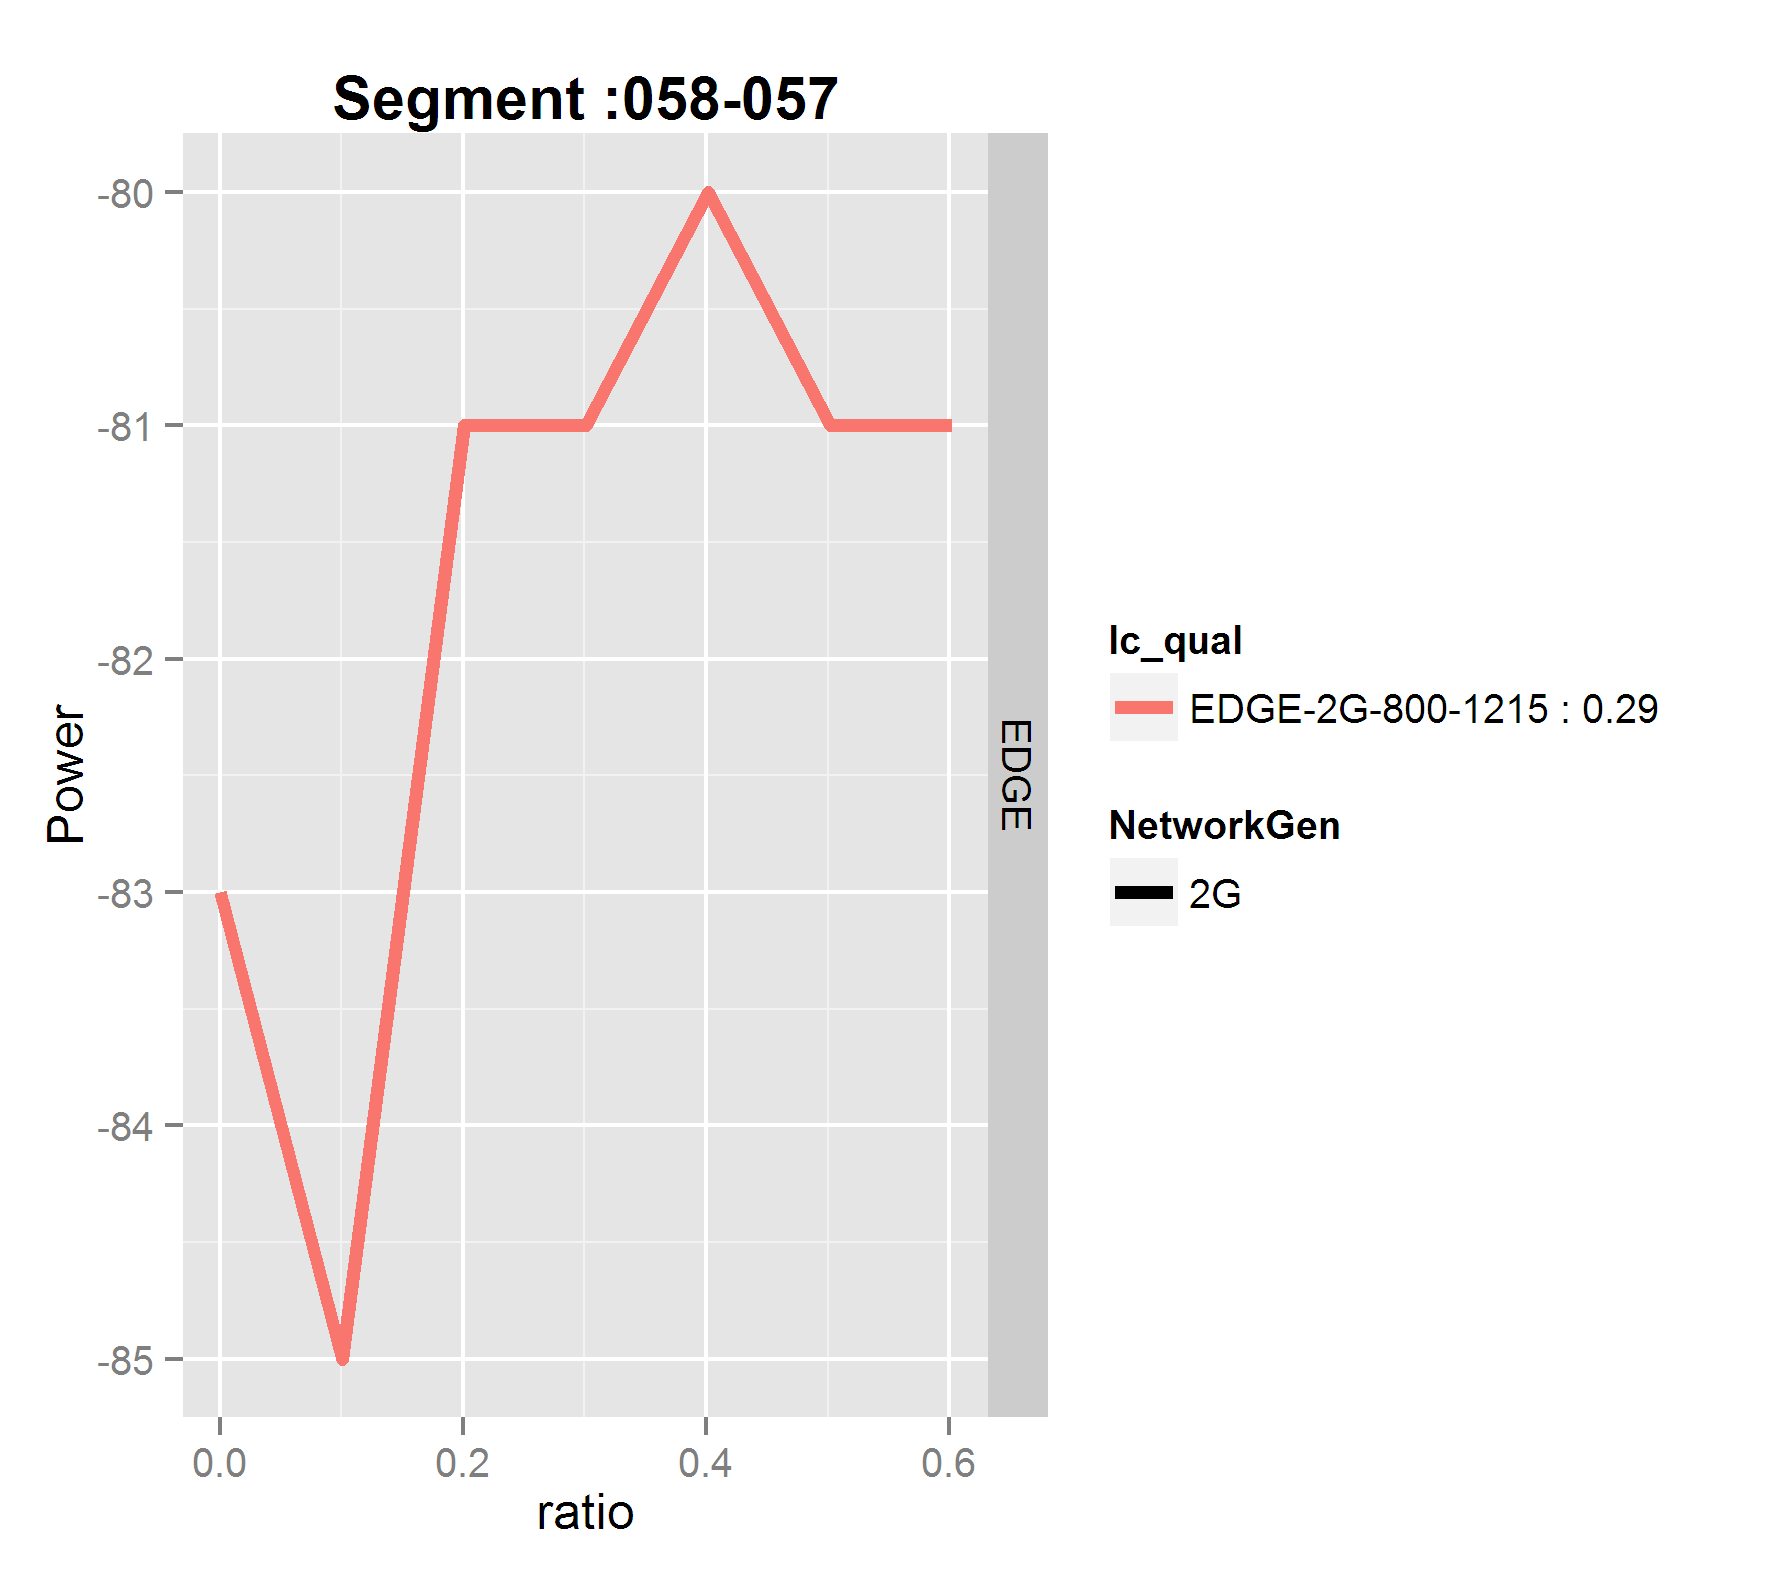 Segment :058-057
-80
-81
-82
-83
-84
-85
Power
0.0 0.2 0.4 0.6
ratio
EDGE
lc_qual
EDGE-2G-800-1215 : 0.29
NetworkGen
2G